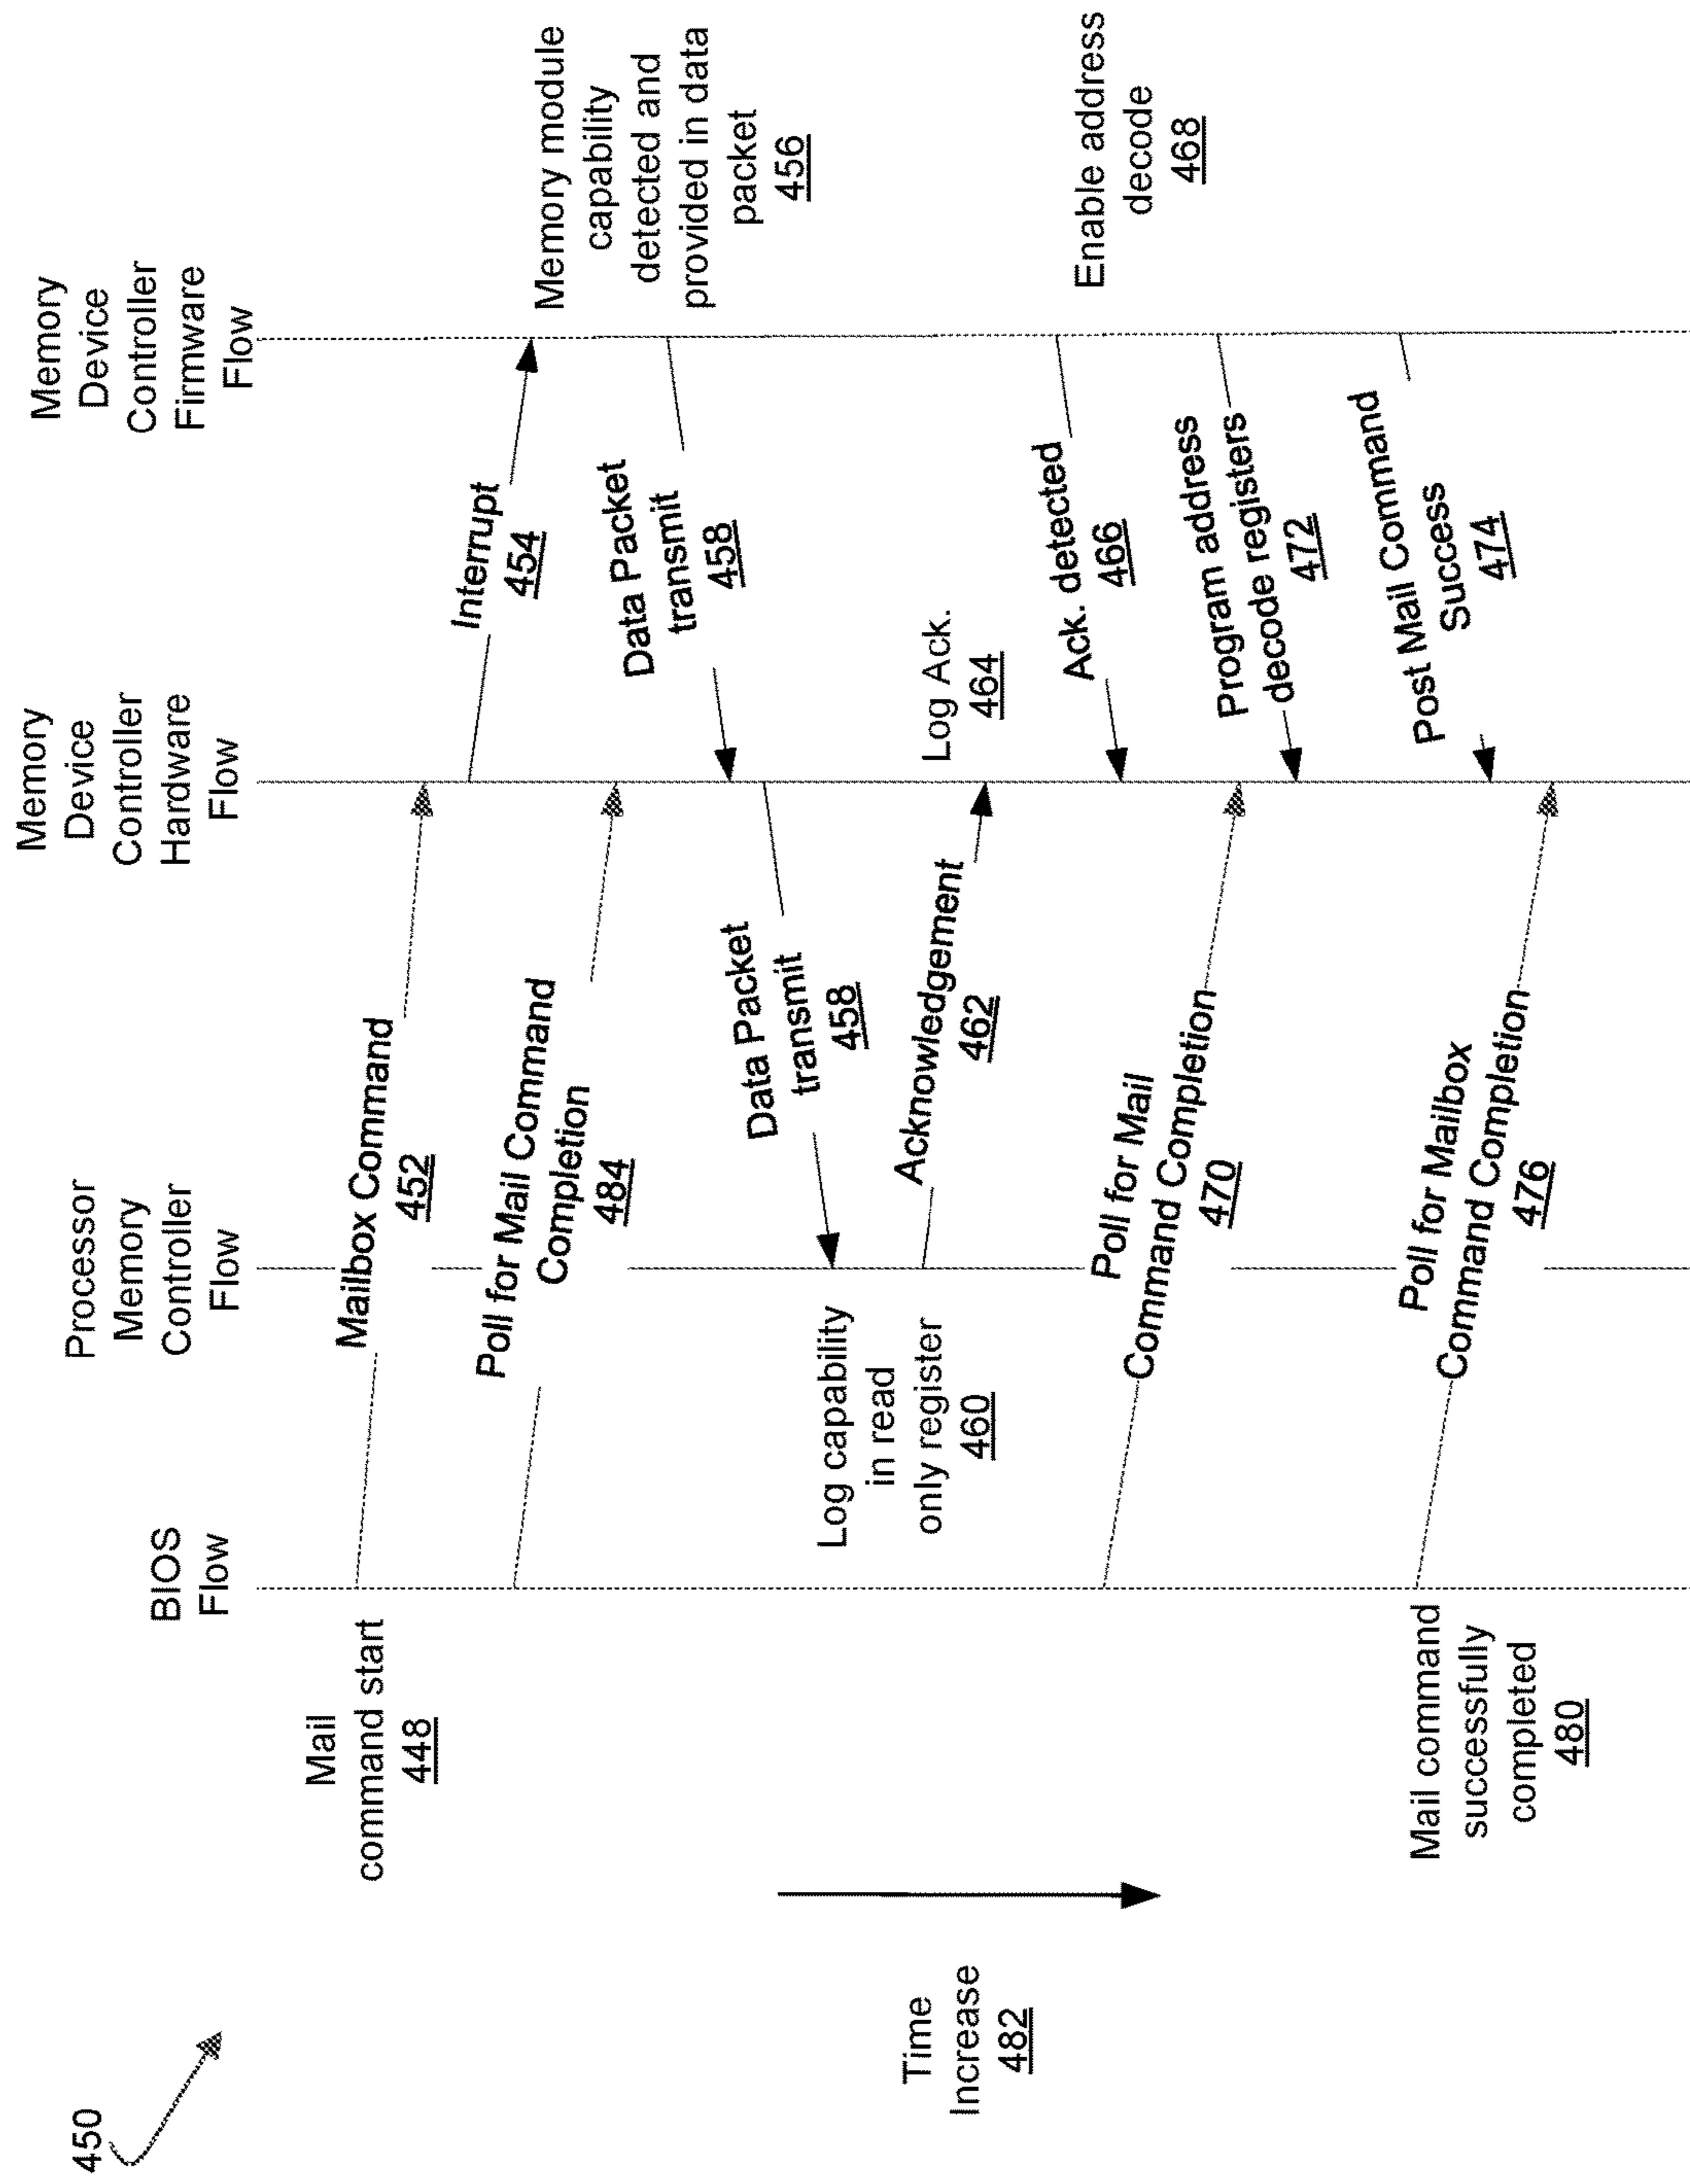 450
BIOS
Flow
Processor
Memory
Controller
Flow
Memory
Device
Controller
Hardware
Flow
Memory
Device
Controller
Firmware
Flow
Mail
command start
448
Mailbox Command
452
Interrupt
454
Memory module
capability
detected and
provided in data
packet
456
Poll for Mail Command
Completion
484
Data Packet
transmit
458
Data Packet
transmit
458
Log capability
in read
only register
460
Acknowledgement
462
Log Ack.
464
Ack. detected
466
Enable address
decode
468
Time
Increase
482
Poll for Mail
Command Completion
470
Program address
decode registers
472
Post Mail Command
Success
474
Poll for Mailbox
Command Completion
476
Mail command
successfully
completed
480